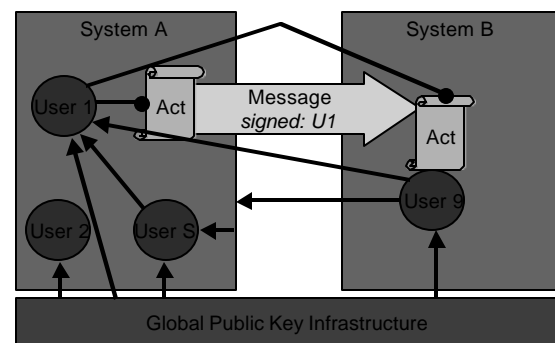 System A
System B
User 1
Act
Message
signed: U1
Act
User 2
User S
User 9
Global Public Key Infrastructure